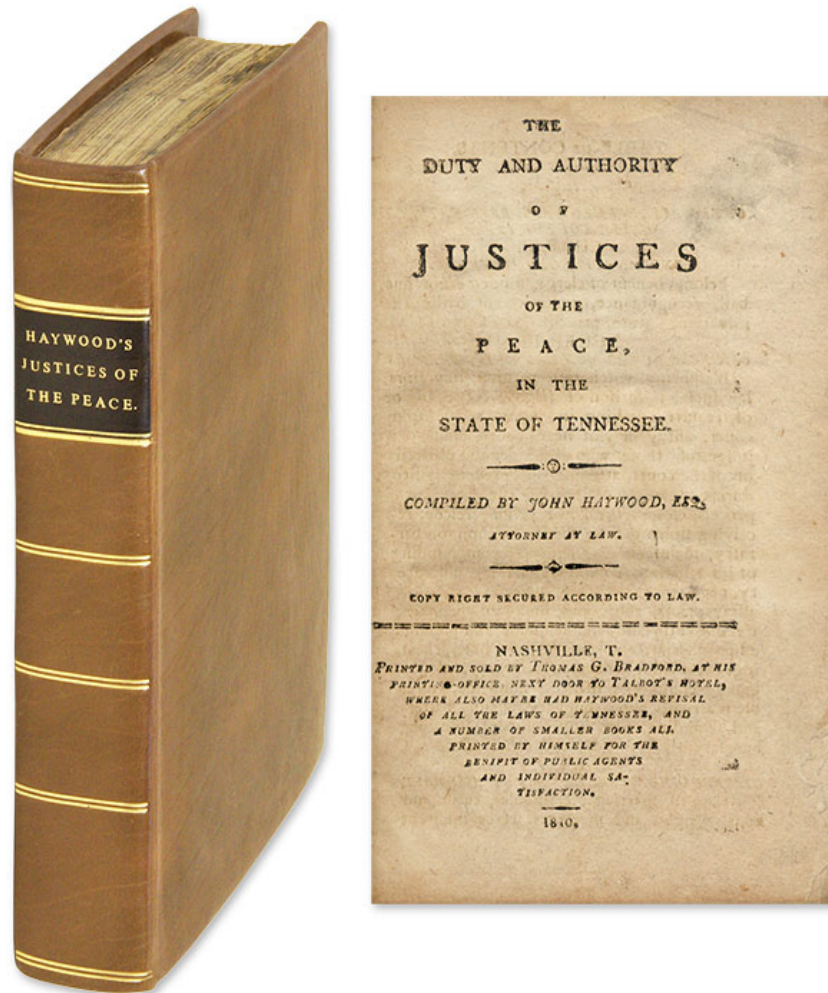 HAYWOOD'S
JUSTICES OF
THE PEACE.
THE
DUTY AND AUTHORITY
OF
JUSTICES
OF THE
PEACE,
IN THE
STATE OF TENNESSEE.
COMPILED BY JOHN HAYWOOD, ESQ.
ATTORNEY AT LAW.
COPY RIGHT SECURED ACCORDING TO LAW.
NASHVILLE, T.
PRINTED AND SOLD BY THOMAS G. BRADFORD, AT HIS
PRINTING-OFFICE NEXT DOOR TO TALBOT'S HOTEL,
WHERE ALSO MAY BE HAD HAYWOOD'S REVISAL
OF ALL THE LAWS OF TENNESSEE, AND
A NUMBER OF SMALLER BOOKS ALL
PRINTED BY HIMSELF FOR THE
BENIFIT OF PUBLIC AGENTS
AND INDIVIDUAL SA-
TISFACTION.
1810.